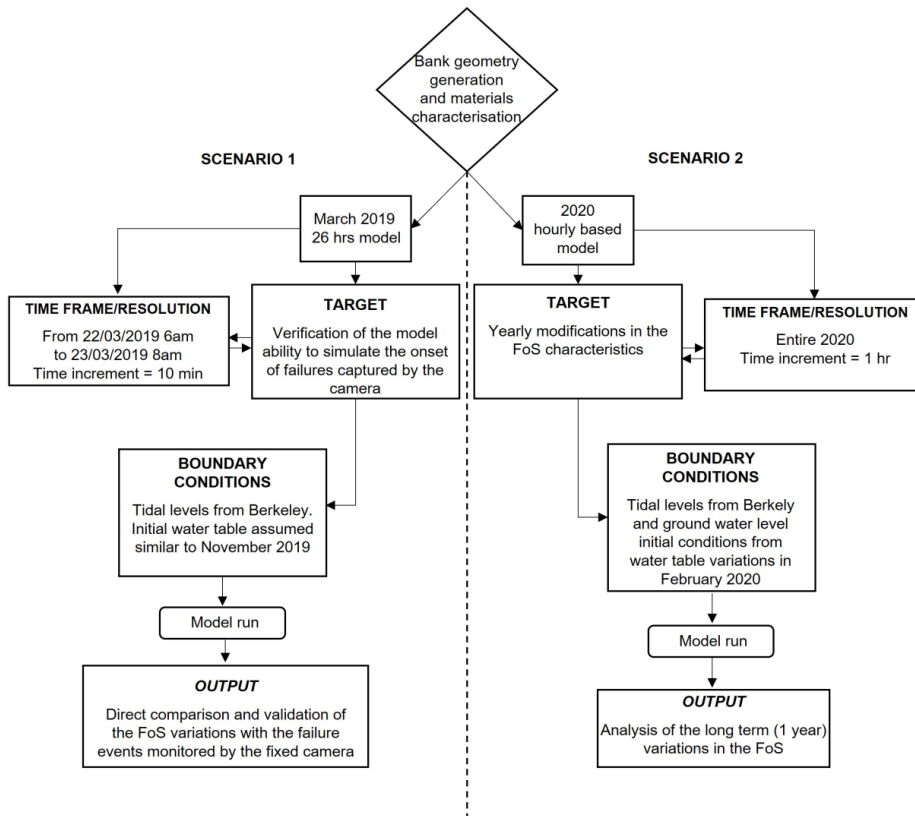 Bank geometry
generation
and materials
characterisation
SCENARIO 1
SCENARIO 2
March 2019
26 hrs model
2020
hourly based
model
TIME FRAME/RESOLUTION
From 22/03/2019 6am
to 23/03/2019 8am
Time increment = 10 min
TARGET
Verification of the model
ability to simulate the onset
of failures captured by the
camera
TARGET
Yearly modifications in the
FoS characteristics
TIME FRAME/RESOLUTION
Entire 2020
Time increment = 1 hr
BOUNDARY
CONDITIONS
Tidal levels from Berkeley.
Initial water table assumed
similar to November 2019
BOUNDARY
CONDITIONS
Tidal levels from Berkely
and ground water level
initial conditions from
water table variations in
February 2020
Model run
Model run
OUTPUT
Direct comparison and validation of
the FoS variations with the failure
events monitored by the fixed camera
OUTPUT
Analysis of the long term (1 year)
variations in the FoS